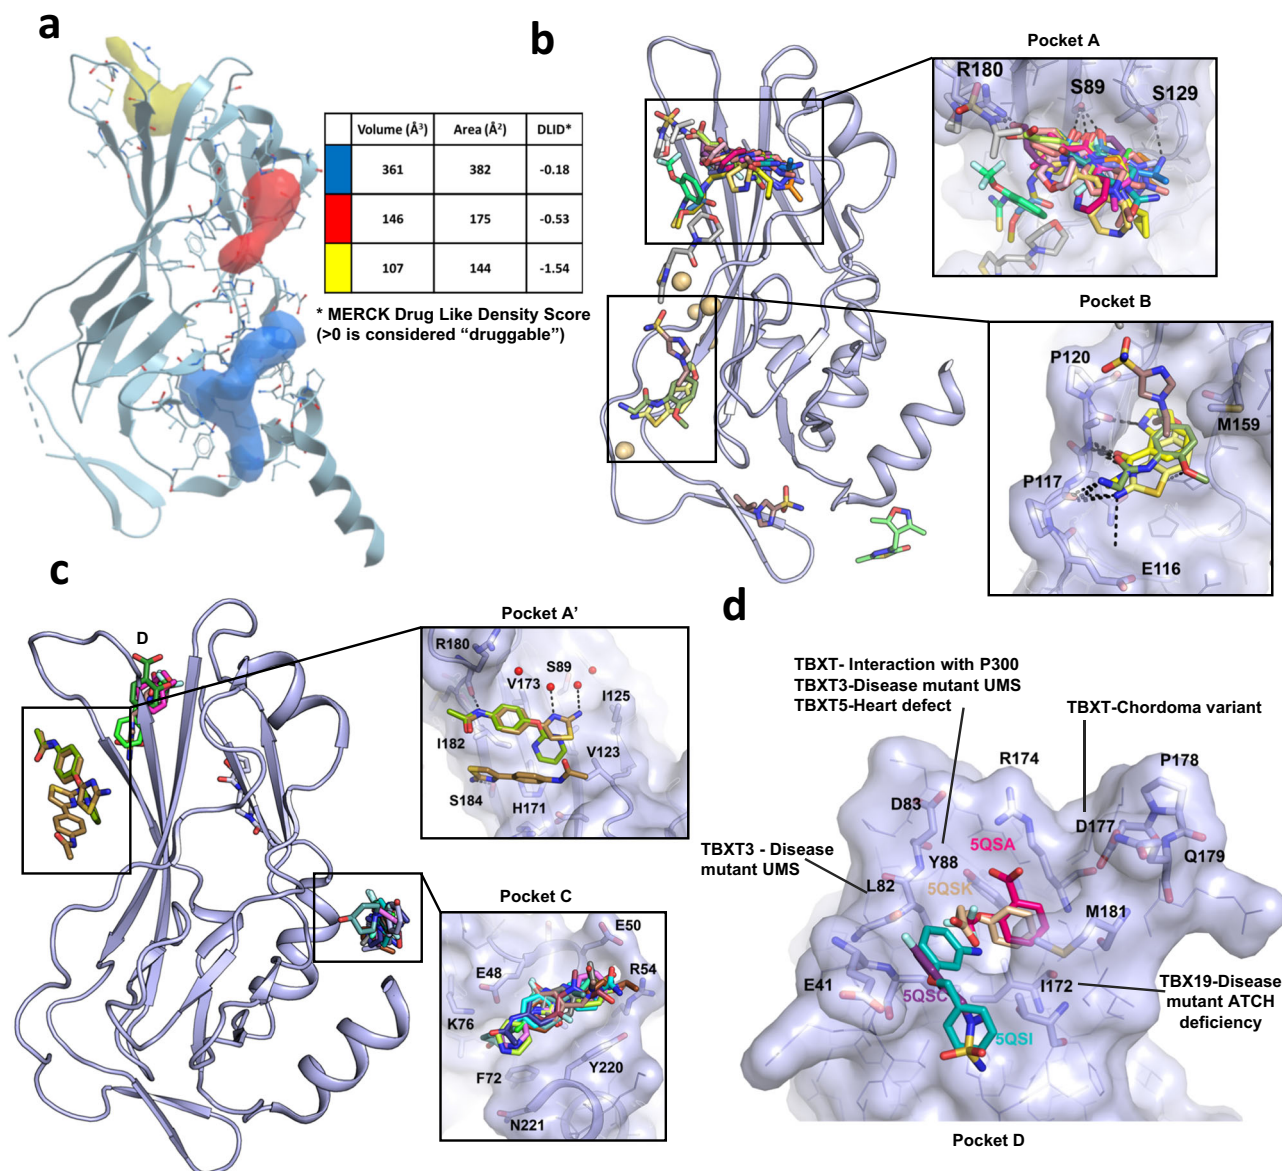 a
Volume (Å³) Area (Å²) DLID*
361 382 -0.18
146 175 -0.53
107 144 -1.54
* MERCK Drug Like Density Score
(>0 is considered “druggable”)
b
Pocket A
R180
S89
S129
Pocket B
P120
M159
P117
E116
c
D
Pocket A’
R180
S89
V173
I125
I182
V123
S184
H171
Pocket C
E50
E48
R54
K76
F72
Y220
N221
d
TBXT- Interaction with P300
TBXT3-Disease mutant UMS
TBXT5-Heart defect
TBXT-Chordoma variant
R174
P178
D83
D177
TBXT3 - Disease
mutant UMS
Y88
5QSA
Q179
L82
5QSK
M181
E41
5QSC
I172
TBX19-Disease
mutant ATCH
deficiency
5QSI
Pocket D